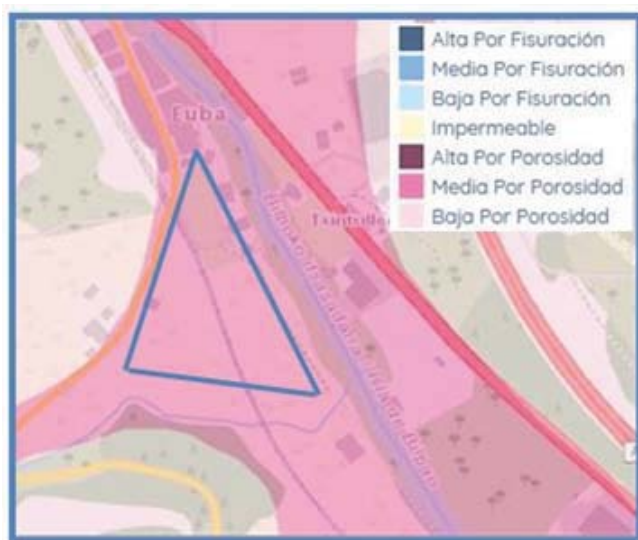 Alta Por Fisuración
Media Por Fisuración
Baja Por Fisuración
Impermeable
Alta Por Porosidad
Media Por Porosidad
Baja Por Porosidad
Euba